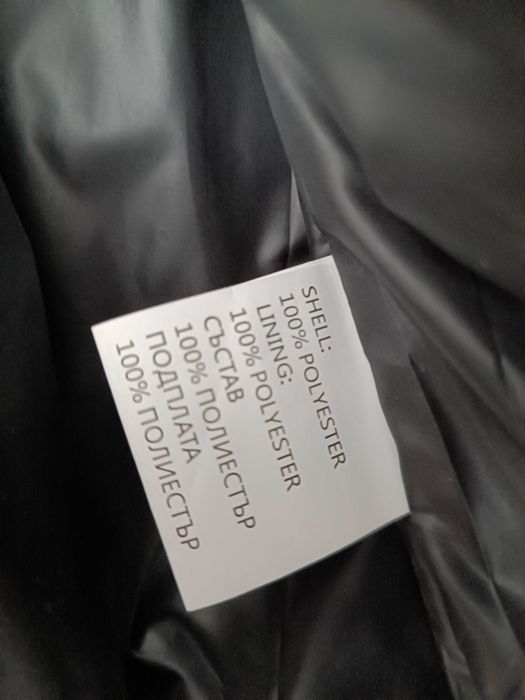 SHELL:
100% POLYESTER
LINING:
100% POLYESTER
СЪСТАВ
100% ПОЛИЕСТЪР
ПОДПЛАТА
100% ПОЛИЕСТЪР